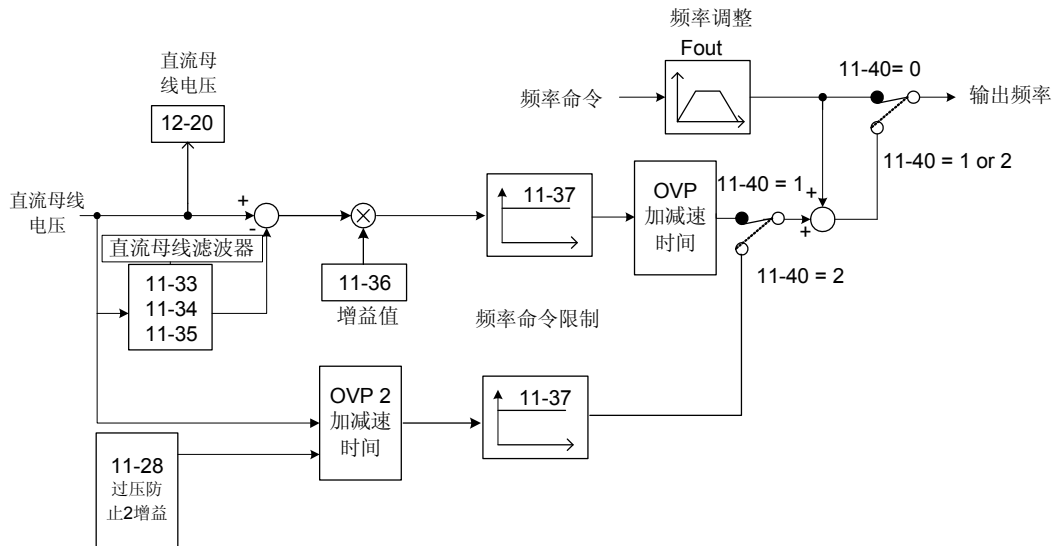 频率调整
Fout
11-40= 0
频率命令
输出频率
11-40 = 1 or 2
直流母
线电压
12-20
直流母线
电压
+
-
直流母线滤波器
11-33
11-34
11-35
11-36
增益值
11-37
OVP
加减速
时间
11-40 = 1
+
+
11-40 = 2
频率命令限制
OVP 2
加减速
时间
11-37
11-28
过压防
止2增益